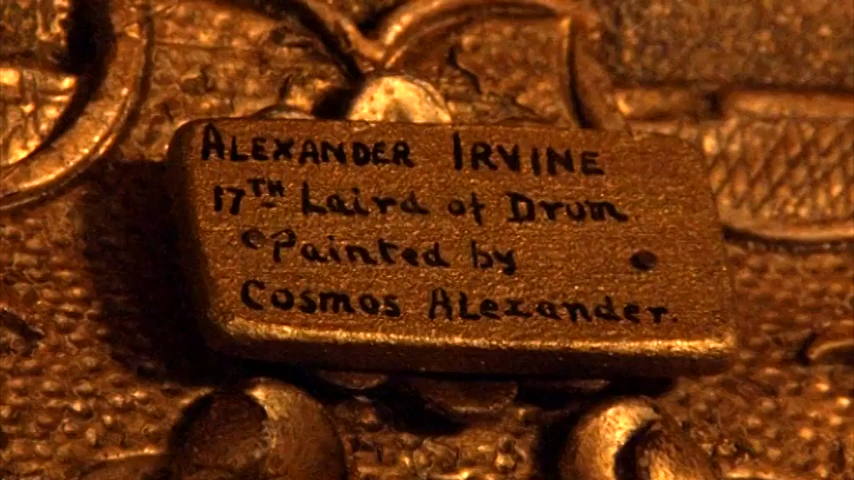 ALEXANDER IRVINE
17TH Laird of Drum
Painted by
Cosmos Alexander.